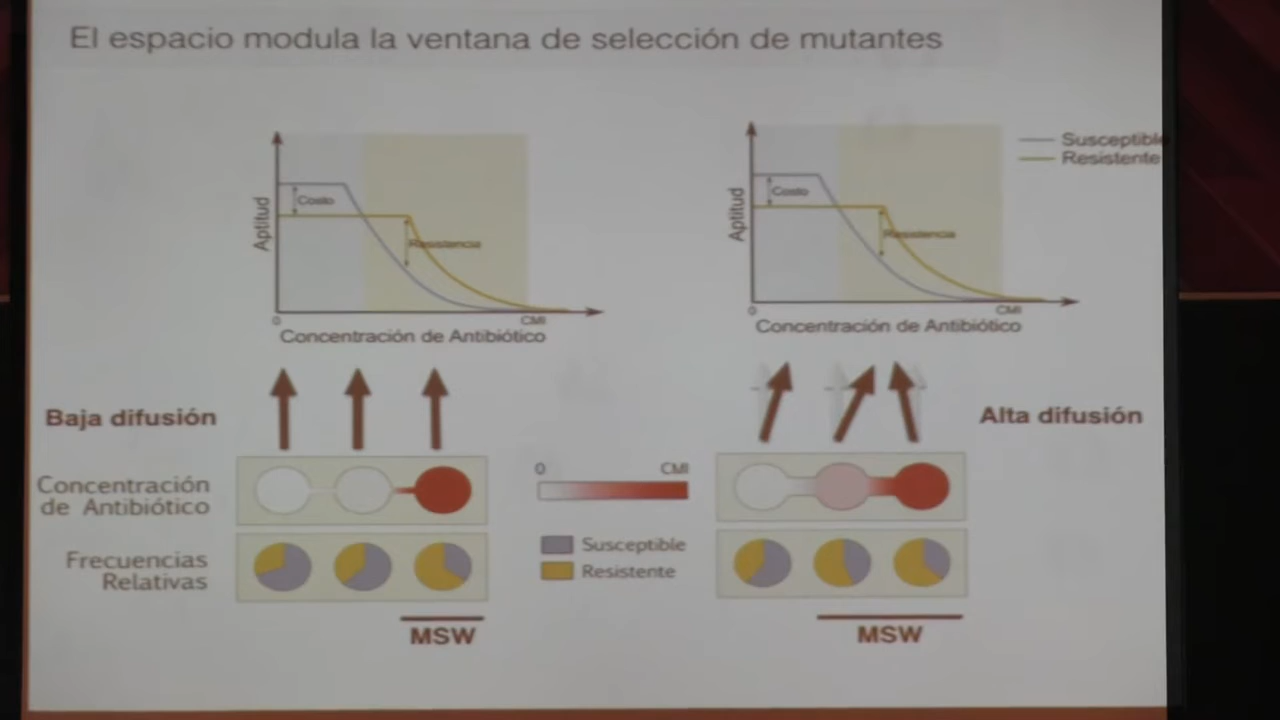 El espacio modula la ventana de selección de mutantes
Aptitud
Costo
Resistencia
0
CMI
Concentración de Antibiótico
Aptitud
Costo
Resistencia
0
CMI
Concentración de Antibiótico
Susceptible
Resistente
Baja difusión
Alta difusión
Concentración
de Antibiótico
0
CMI
Frecuencias
Relativas
Susceptible
Resistente
MSW
MSW